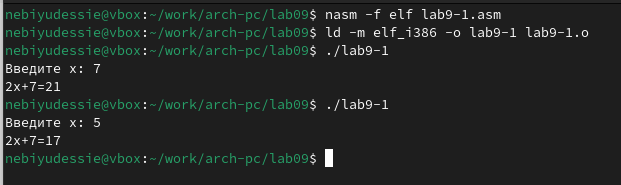 nebiyudessie@vbox:~/work/arch-pc/lab09$ nasm -f elf lab9-1.asm
nebiyudessie@vbox:~/work/arch-pc/lab09$ ld -m elf_i386 -o lab9-1 lab9-1.o
nebiyudessie@vbox:~/work/arch-pc/lab09$ ./lab9-1
Введите x: 7
2x+7=21
nebiyudessie@vbox:~/work/arch-pc/lab09$ ./lab9-1
Введите x: 5
2x+7=17
nebiyudessie@vbox:~/work/arch-pc/lab09$